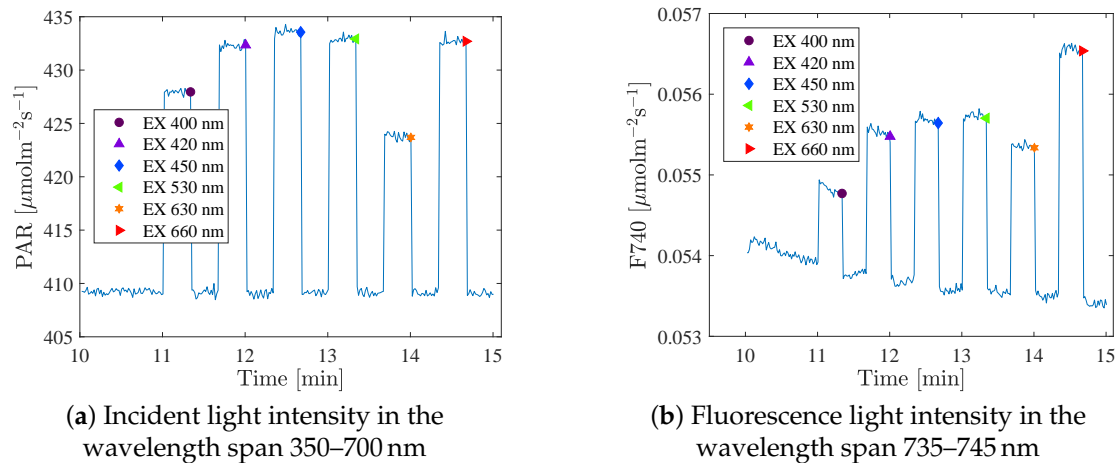 435
430
425
420
415
410
405
PAR [μmolm⁻²s⁻¹]
EX 400 nm
EX 420 nm
EX 450 nm
EX 530 nm
EX 630 nm
EX 660 nm
10 11 12 13 14 15
Time [min]
(a) Incident light intensity in the
wavelength span 350–700 nm
0.057
0.056
0.055
0.054
0.053
F740 [μmolm⁻²s⁻¹]
EX 400 nm
EX 420 nm
EX 450 nm
EX 530 nm
EX 630 nm
EX 660 nm
10 11 12 13 14 15
Time [min]
(b) Fluorescence light intensity in the
wavelength span 735–745 nm